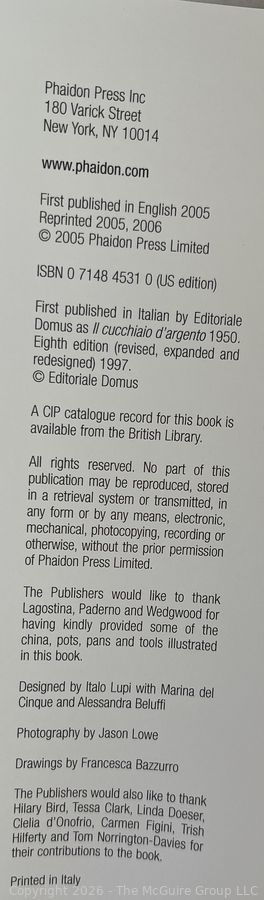 Phaidon Press Inc
180 Varick Street
New York, NY 10014
www.phaidon.com
First published in English 2005
Reprinted 2005, 2006
© 2005 Phaidon Press Limited
ISBN 0 7148 4531 0 (US edition)
First published in Italian by Editoriale
Domus as Il cucchiaio d'argento 1950.
Eighth edition (revised, expanded and
redesigned) 1997.
© Editoriale Domus
A CIP catalogue record for this book is
available from the British Library.
All rights reserved. No part of this
publication may be reproduced, stored
in a retrieval system or transmitted, in
any form or by any means, electronic,
mechanical, photocopying, recording or
otherwise, without the prior permission
of Phaidon Press Limited.
The Publishers would like to thank
Lagostina, Paderno and Wedgwood for
having kindly provided some of the
china, pots, pans and tools illustrated
in this book.
Designed by Italo Lupi with Marina del
Cinque and Alessandra Beluffi
Photography by Jason Lowe
Drawings by Francesca Bazzurro
The Publishers would also like to thank
Hilary Bird, Tessa Clark, Linda Doeser,
Clelia d'Onofrio, Carmen Figini, Trish
Hilferty and Tom Norrington-Davies for
their contributions to the book.
Printed in Italy
Copyright 2026 - The McGuire Group LLC